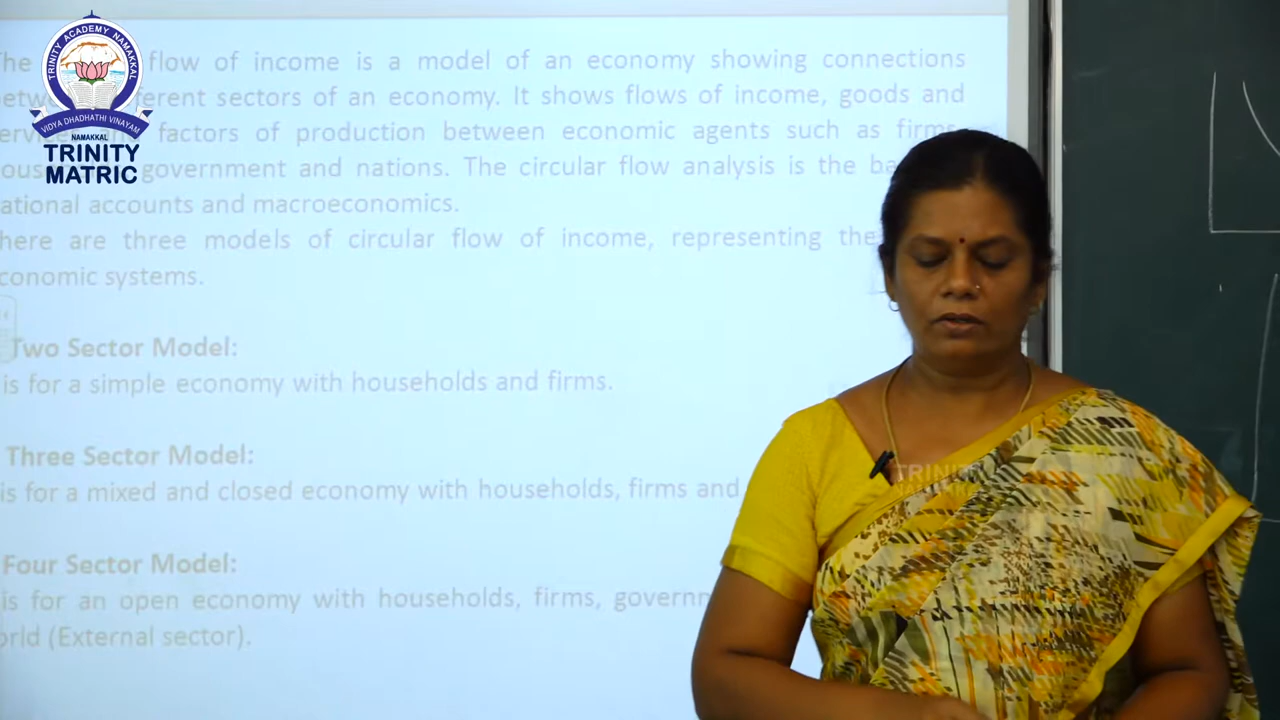 TRINITY ACADEMY NAMAKKAL
VIDYA DHADHATHI VINAYAM
NAMAKKAL
TRINITY
MATRIC
flow of income is a model of an economy showing connections
sectors of an economy. It shows flows of income, goods and
factors of production between economic agents such as firms,
government and nations. The circular flow analysis is the
ational accounts and macroeconomics.
here are three models of circular flow of income, representing the
conomic systems.
Two Sector Model:
is for a simple economy with households and firms.
Three Sector Model:
is for a mixed and closed economy with households, firms and
Four Sector Model:
is for an open economy with households, firms, governm
orld (External sector).
TRINITY